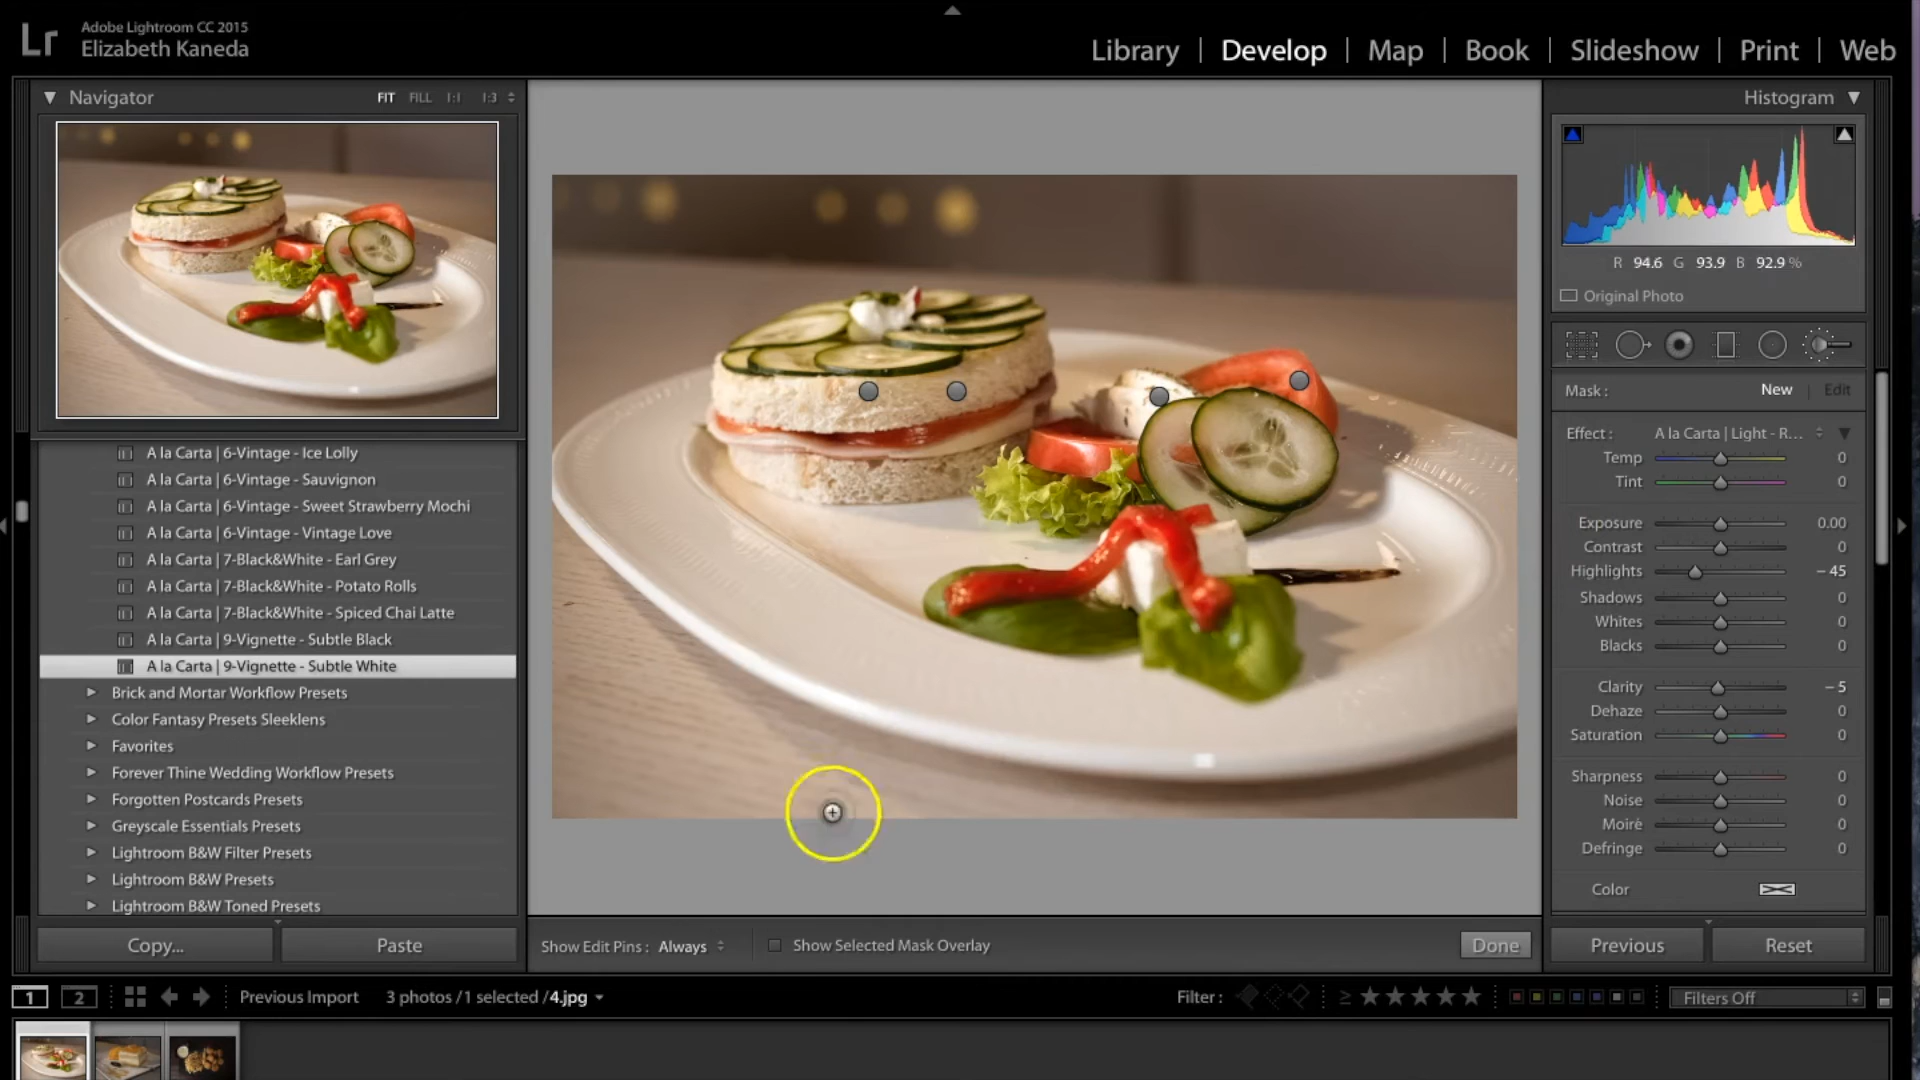 Lr
Adobe Lightroom CC 2015
Elizabeth Kaneda
Library | Develop | Map | Book | Slideshow | Print | Web
Navigator FIT FILL 1:1 1:3
A la Carta | 6-Vintage - Ice Lolly
A la Carta | 6-Vintage - Sauvignon
A la Carta | 6-Vintage - Sweet Strawberry Mochi
A la Carta | 6-Vintage - Vintage Love
A la Carta | 7-Black&White - Earl Grey
A la Carta | 7-Black&White - Potato Rolls
A la Carta | 7-Black&White - Spiced Chai Latte
A la Carta | 9-Vignette - Subtle Black
A la Carta | 9-Vignette - Subtle White
Brick and Mortar Workflow Presets
Color Fantasy Presets Sleeklens
Favorites
Forever Thine Wedding Workflow Presets
Forgotten Postcards Presets
Greyscale Essentials Presets
Lightroom B&W Filter Presets
Lightroom B&W Presets
Lightroom B&W Toned Presets
Copy... Paste
Show Edit Pins : Always Show Selected Mask Overlay Done
Histogram
R 94.6 G 93.9 B 92.9 %
Original Photo
Mask : New | Edit
Effect : A la Carta | Light - R...
Temp 0
Tint 0
Exposure 0.00
Contrast 0
Highlights – 45
Shadows 0
Whites 0
Blacks 0
Clarity – 5
Dehaze 0
Saturation 0
Sharpness 0
Noise 0
Moiré 0
Defringe 0
Color
Previous Reset
1 2 Previous Import 3 photos / 1 selected / 4.jpg Filter : ≥ ★★★★★ Filters Off